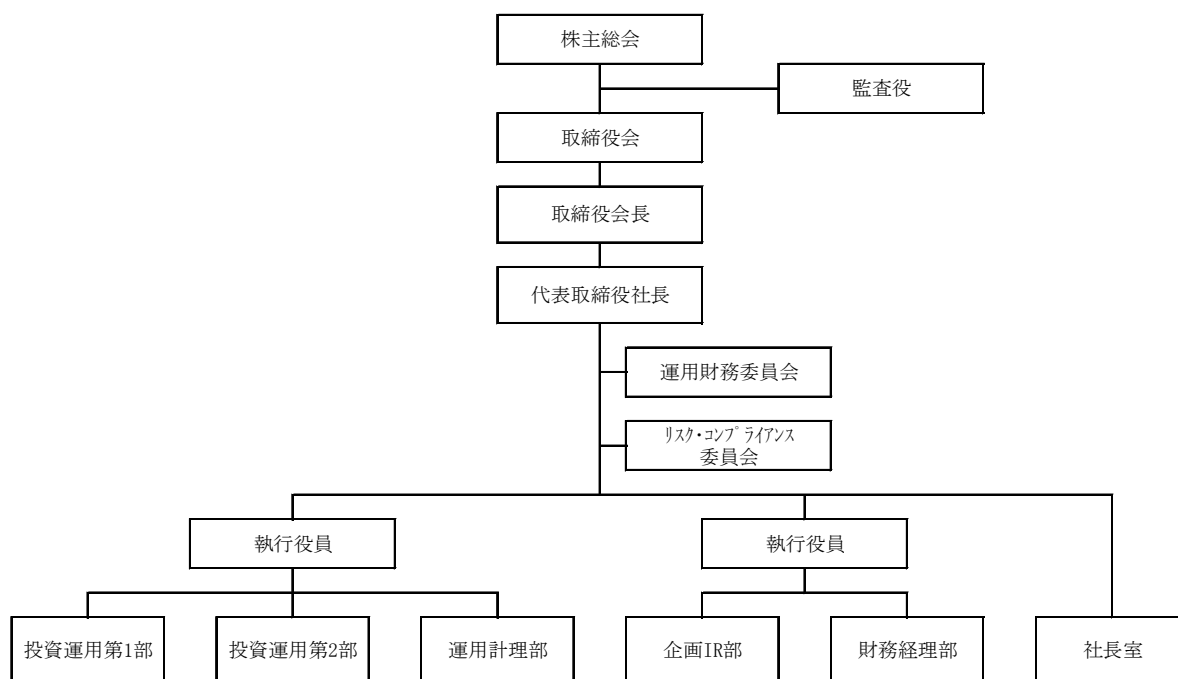 株主総会
監査役
取締役会
取締役会長
代表取締役社長
運用財務委員会
ﾘｽｸ・ｺﾝﾌﾟﾗｲｱﾝｽ
委員会
執行役員
執行役員
投資運用第1部
投資運用第2部
運用計理部
企画IR部
財務経理部
社長室